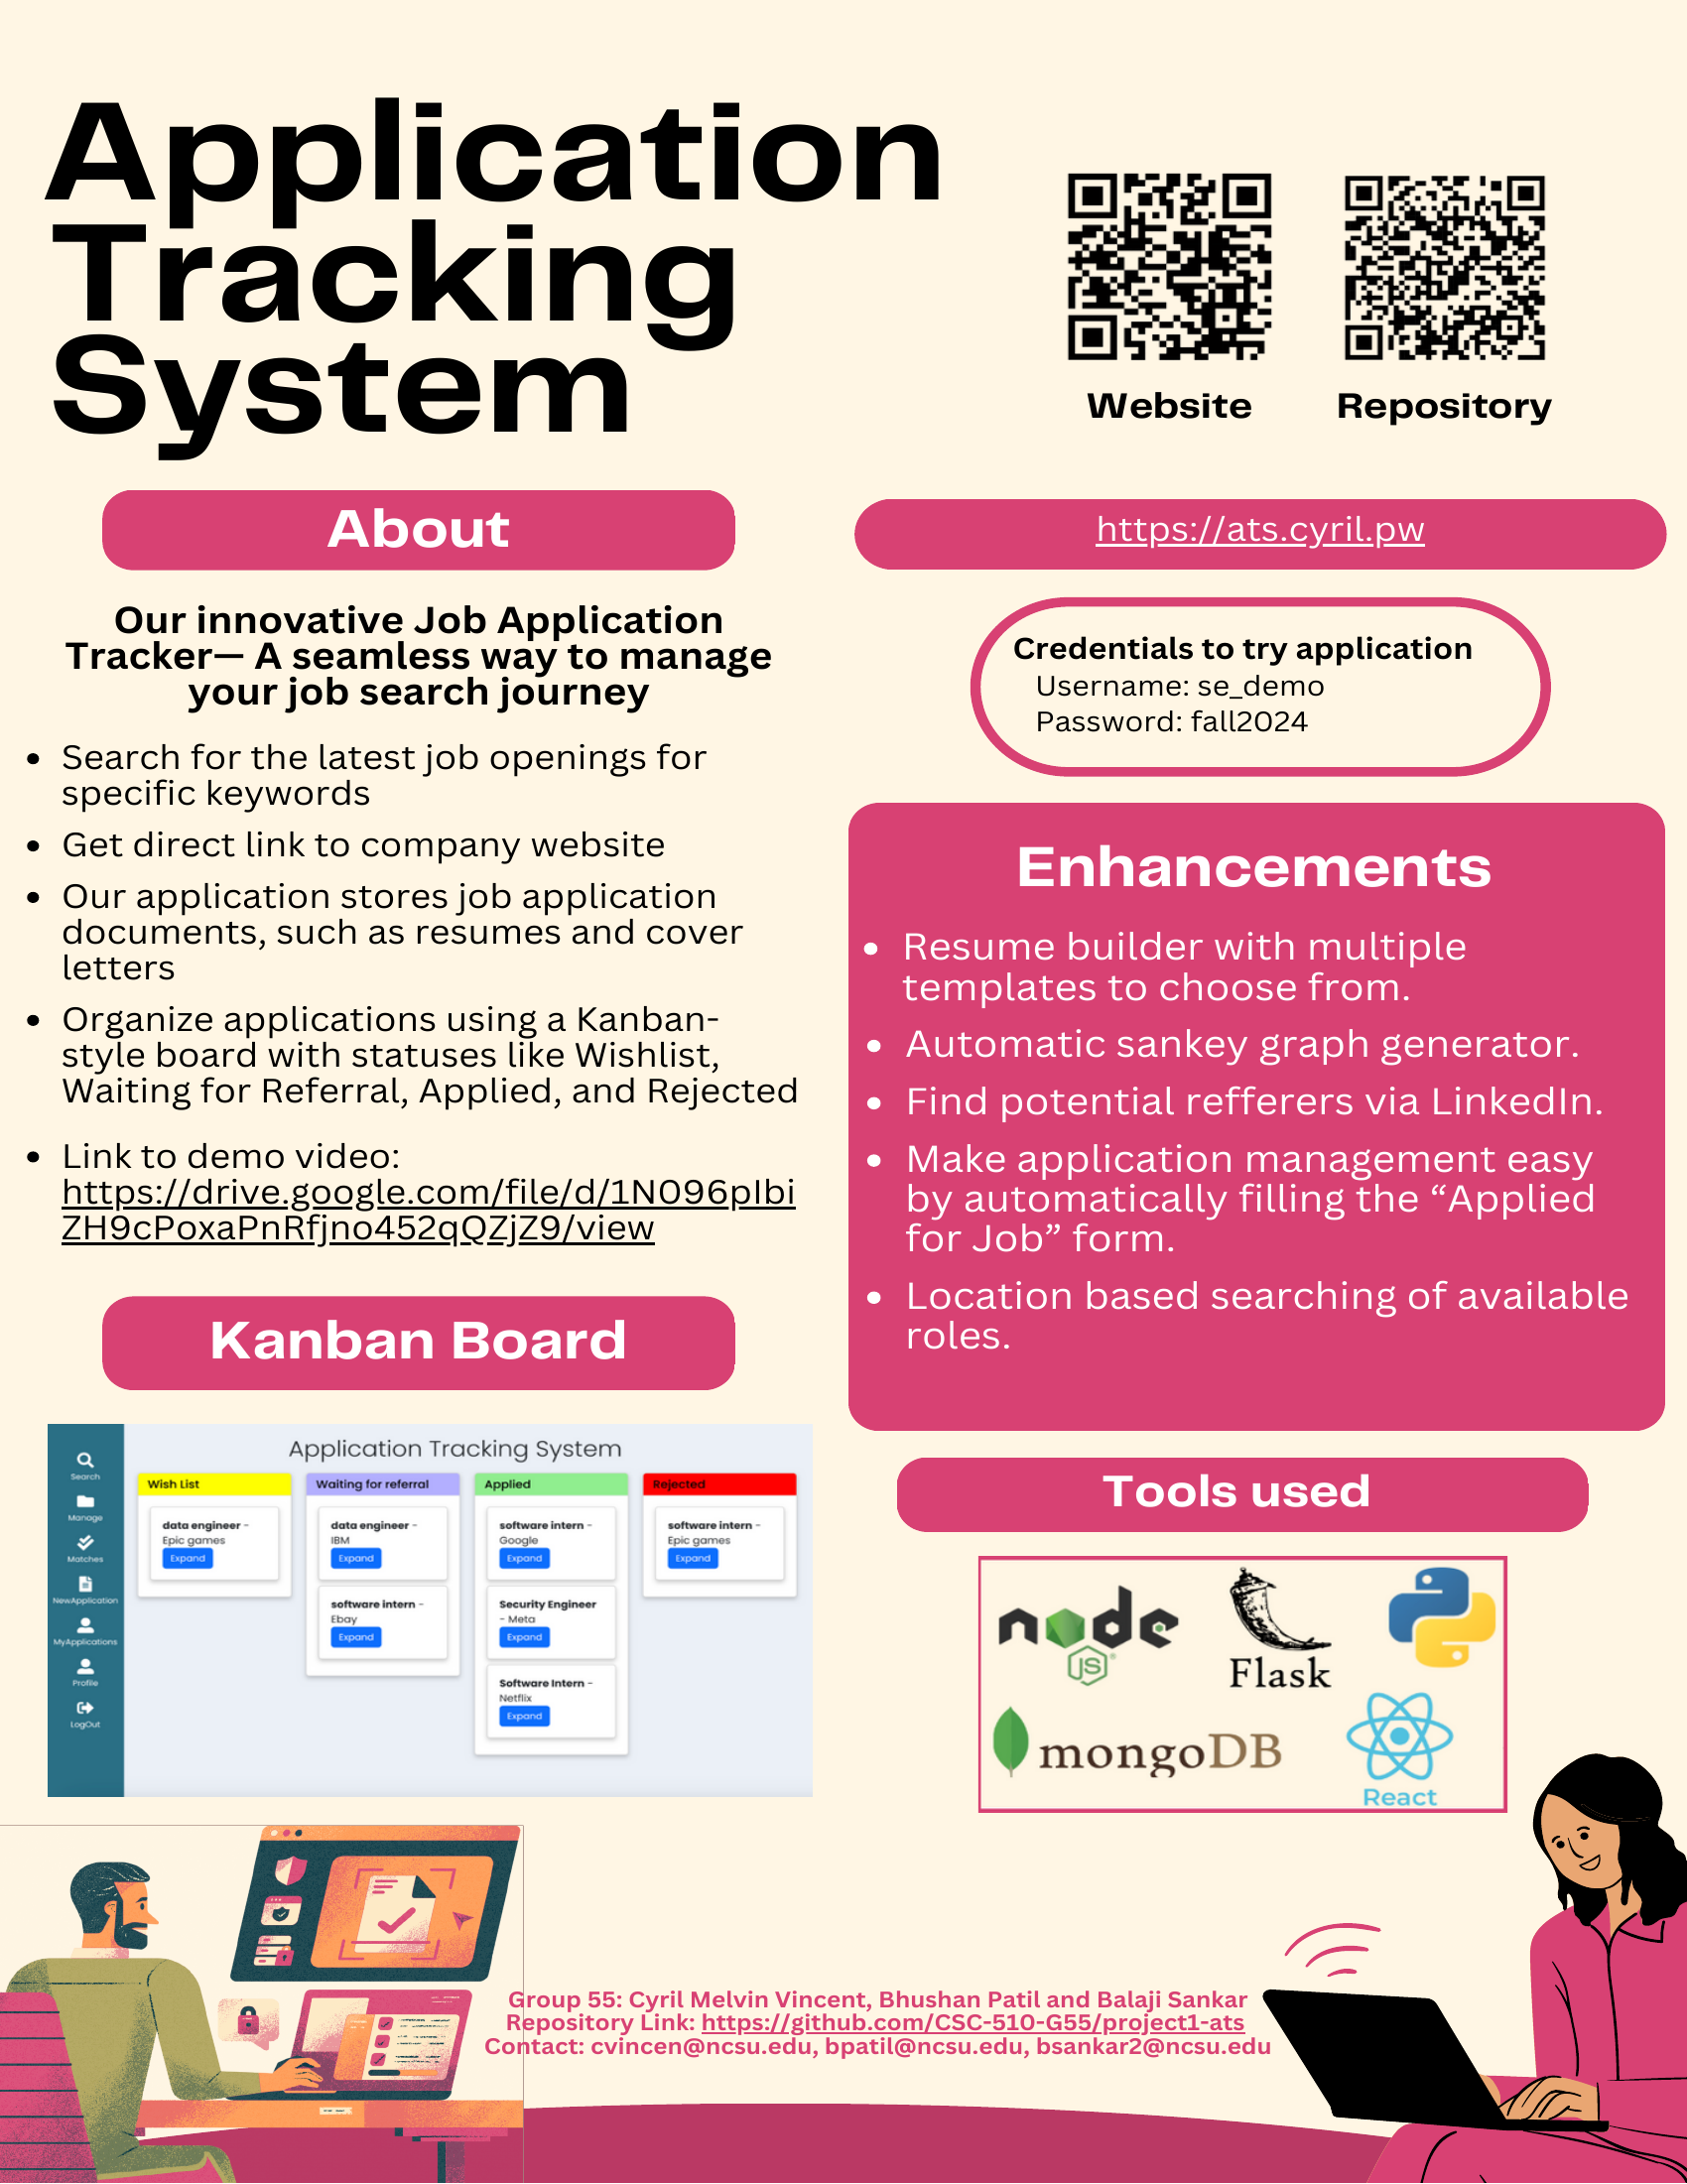 Application
Tracking
System
Website
Repository
About
Our innovative Job Application
Tracker— A seamless way to manage
your job search journey
Search for the latest job openings for
specific keywords
Get direct link to company website
Our application stores job application
documents, such as resumes and cover
letters
Organize applications using a Kanban-
style board with statuses like Wishlist,
Waiting for Referral, Applied, and Rejected
Link to demo video:
https://drive.google.com/file/d/1N096pIbi
ZH9cPoxaPnRfjno452qQZjZ9/view
https://ats.cyril.pw
Credentials to try application
Username: se_demo
Password: fall2024
Enhancements
Resume builder with multiple
templates to choose from.
Automatic sankey graph generator.
Find potential refferers via LinkedIn.
Make application management easy
by automatically filling the “Applied
for Job” form.
Location based searching of available
roles.
Kanban Board
Search
Manage
Matches
NewApplication
MyApplications
Profile
LogOut
Application Tracking System
Wish List
data engineer -
Epic games
Expand
Waiting for referral
data engineer -
IBM
Expand
software intern -
Ebay
Expand
Applied
software intern -
Google
Expand
Security Engineer
- Meta
Expand
Software Intern -
Netflix
Expand
Rejected
software intern -
Epic games
Expand
Tools used
node
JS
Flask
mongoDB
React
Group 55: Cyril Melvin Vincent, Bhushan Patil and Balaji Sankar
Repository Link: https://github.com/CSC-510-G55/project1-ats
Contact: cvincen@ncsu.edu, bpatil@ncsu.edu, bsankar2@ncsu.edu